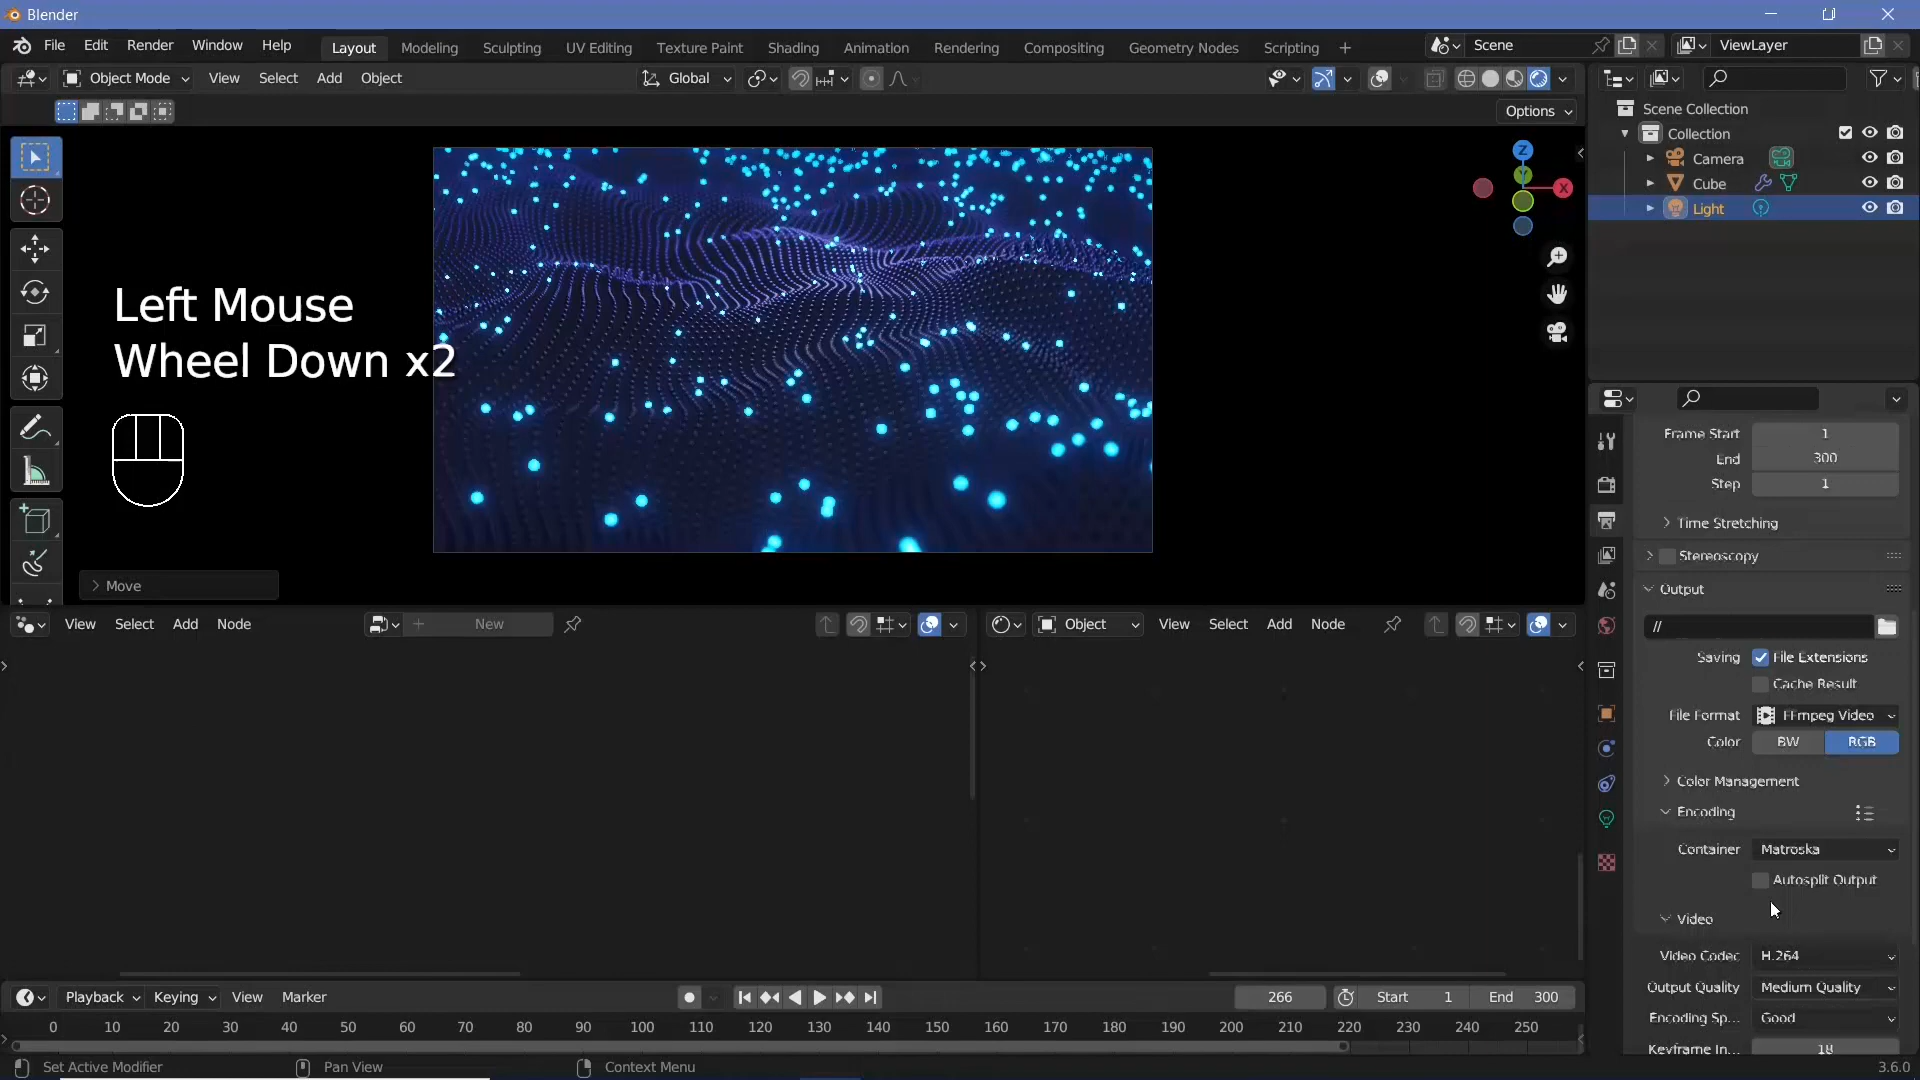 Blender
File Edit Render Window Help
Layout Modeling Sculpting UV Editing Texture Paint Shading Animation Rendering Compositing Geometry Nodes Scripting +
Scene
ViewLayer
Object Mode View Select Add Object
Global
Options
Scene Collection
Collection
Camera
Cube
Light
Z
Y
X
Left Mouse
Wheel Down x2
Move
Frame Start 1
End 300
Step 1
Time Stretching
Stereoscopy
Output
//
Saving File Extensions
Cache Result
File Format FFmpeg Video
Color BW RGB
Color Management
Encoding
Container Matroska
Autosplit Output
Video
Video Codec H.264
Output Quality Medium Quality
Encoding Sp... Good
Keyframe In... 18
View Select Add Node
New
Object View Select Add Node
Playback Keying View Marker
266 Start 1 End 300
0 10 20 30 40 50 60 70 80 90 100 110 120 130 140 150 160 170 180 190 200 210 220 230 240 250
Set Active Modifier Pan View Context Menu 3.6.0